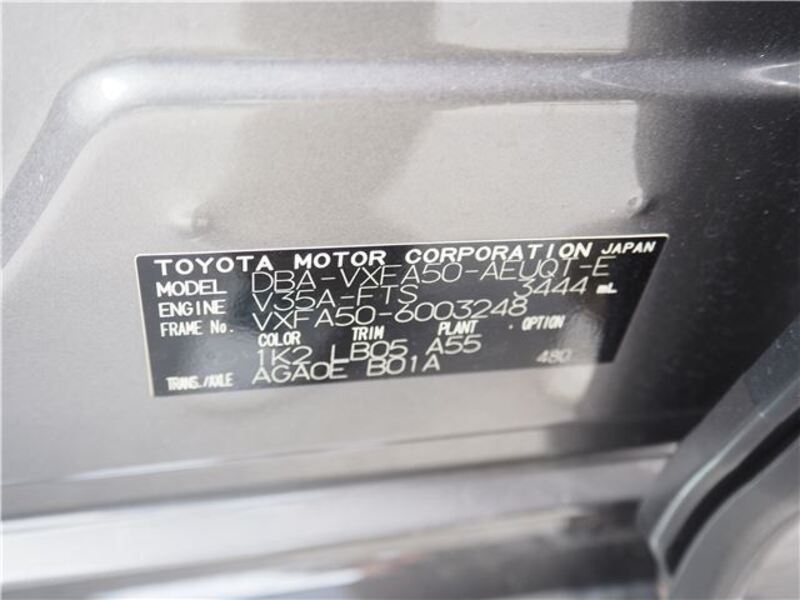 TOYOTA MOTOR CORPORATION JAPAN
MODEL DBA-VXFA50-AEUQT-E
ENGINE V35A-FTS 3444 mL
FRAME No. VXFA50-6003248
COLOR TRIM PLANT OPTION
1K2 LB05 A55
TRANS./AXLE AGA0E B01A 480